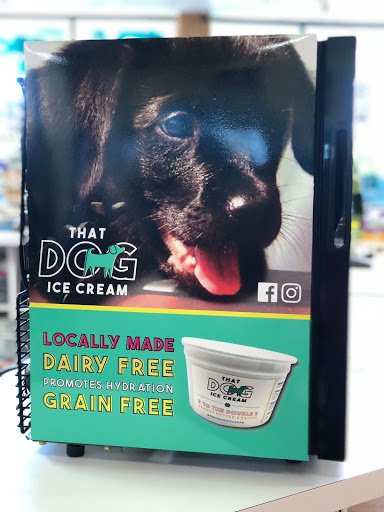 THAT
DOG
ICE CREAM
LOCALLY MADE
DAIRY FREE
PROMOTES HYDRATION
GRAIN FREE
THAT
DOG
ICE CREAM